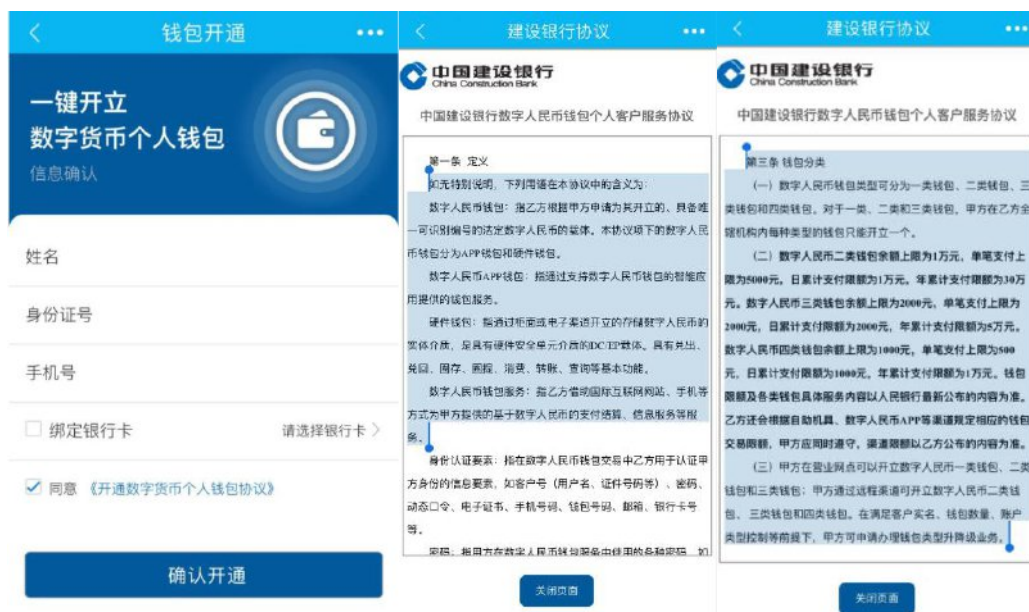 钱包开通
一键开立
数字货币个人钱包
信息确认
姓名
身份证号
手机号
绑定银行卡 请选择银行卡
同意 《开通数字货币个人钱包协议》
确认开通
建设银行协议
中国建设银行
China Construction Bank
中国建设银行数字人民币钱包个人客户服务协议
第一条 定义
如无特别说明，下列用语在本协议中的含义为：
数字人民币钱包：指乙方根据甲方申请为其开立的、具备唯
一可识别编号的法定数字人民币的载体。本协议项下的数字人民
币钱包分为APP钱包和硬件钱包。
数字人民币APP钱包：指通过支持数字人民币钱包的智能应
用提供的钱包服务。
硬件钱包：指通过柜面或电子渠道开立的存储数字人民币的
实体介质，是具有硬件安全单元介质的DC/EP载体。具有兑出、
兑回、圈存、圈提、消费、转账、查询等基本功能。
数字人民币钱包服务：指乙方借助国际互联网网站、手机等
方式为甲方提供的基于数字人民币的支付结算、信息服务等服
务。
身份认证要素：指在数字人民币钱包交易中乙方用于认证甲
方身份的信息要素，如客户号（用户名、证件号码等）、密码、
动态口令、电子证书、手机号码、钱包号码、邮箱、银行卡号
等。
密码：指甲方在数字人民币钱包服务中使用的各种密码，如
关闭页面
建设银行协议
中国建设银行
China Construction Bank
中国建设银行数字人民币钱包个人客户服务协议
第三条 钱包分类
（一）数字人民币钱包类型可分为一类钱包、二类钱包、三
类钱包和四类钱包。对于一类、二类和三类钱包，甲方在乙方全
辖机构内每种类型的钱包只能开立一个。
（二）数字人民币二类钱包余额上限为1万元，单笔支付上
限为5000元。日累计支付限额为1万元。年累计支付限额为30万
元。数字人民币三类钱包余额上限为2000元，单笔支付上限为
2000元，日累计支付限额为2000元，年累计支付限额为5万元。
数字人民币四类钱包余额上限为1000元，单笔支付上限为500
元，日累计支付限额为1000元，年累计支付限额为1万元。钱包
限额及各类钱包具体服务内容以人民银行最新公布的内容为准。
乙方还会根据自助机具、数字人民币APP等渠道规定相应的钱包
交易限额，甲方应同时遵守，渠道限额以乙方公布的内容为准。
（三）甲方在营业网点可以开立数字人民币一类钱包、二类
钱包和三类钱包；甲方通过远程渠道可开立数字人民币二类钱
包、三类钱包和四类钱包。在满足客户实名、钱包数量、账户
类型控制等前提下，甲方可申请办理钱包类型升降级业务。
关闭页面